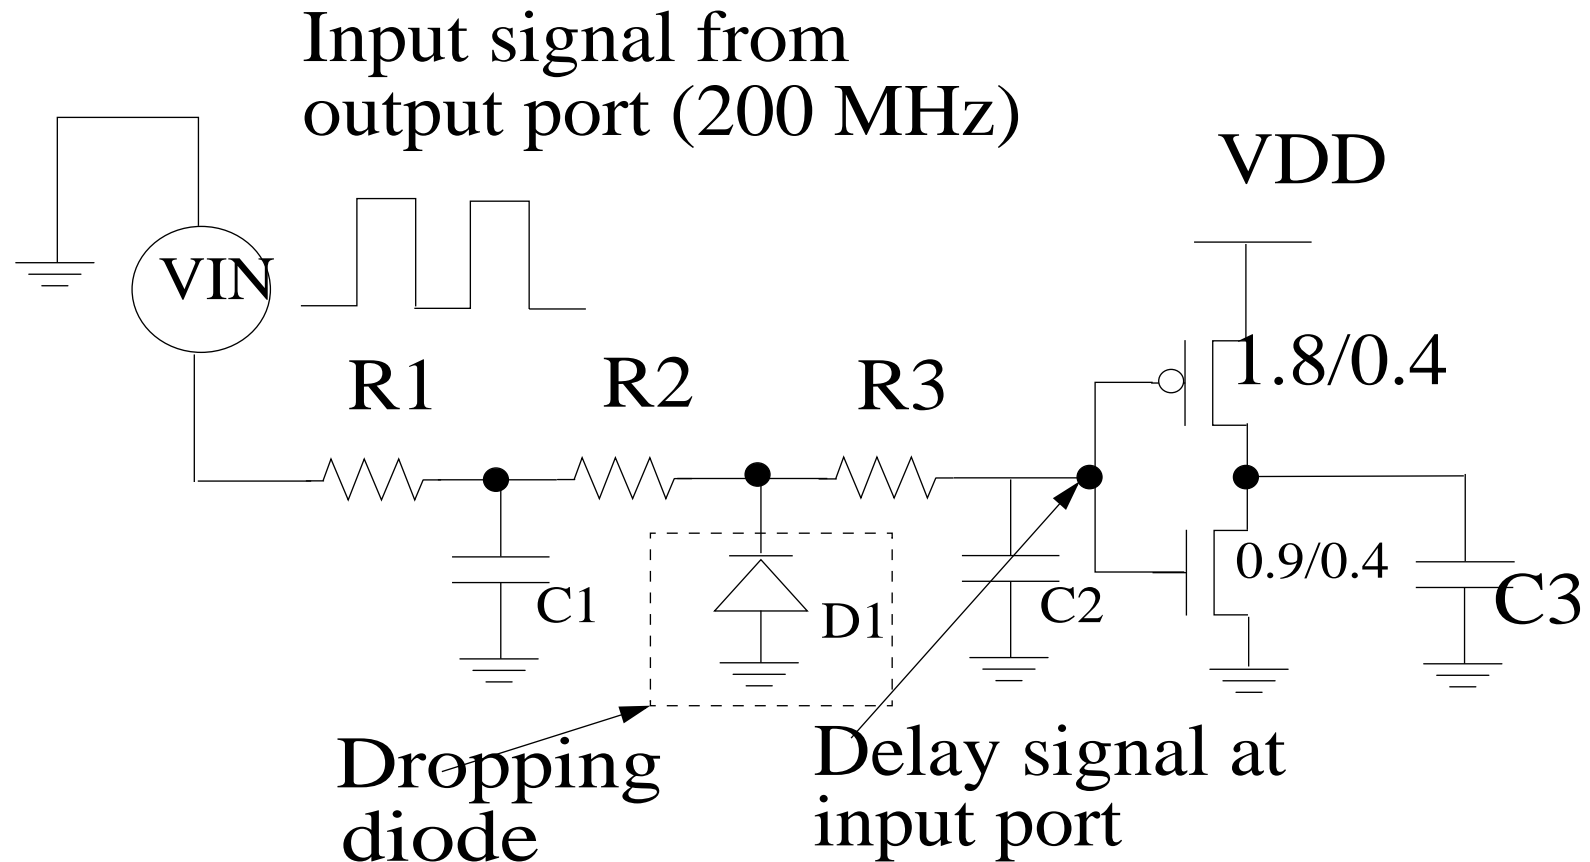 Input signal from
output port (200 MHz)
VDD
VIN
R1
R2
R3
1.8/0.4
0.9/0.4
C1
D1
C2
C3
Dropping
diode
Delay signal at
input port